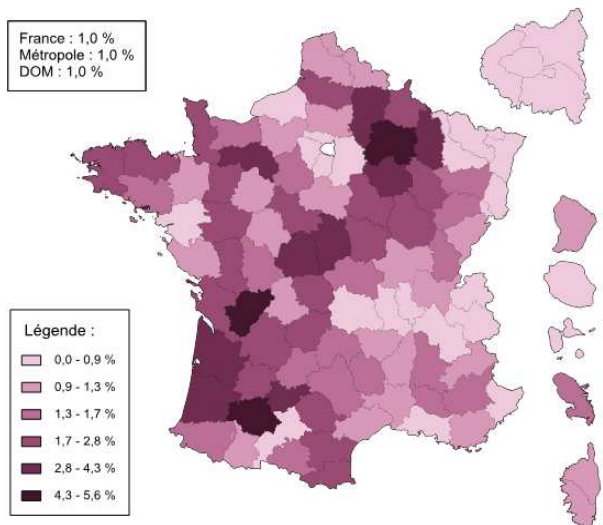 France : 1,0 %
Métropole : 1,0 %
DOM : 1,0 %
Légende :
0,0 - 0,9 %
0,9 - 1,3 %
1,3 - 1,7 %
1,7 - 2,8 %
2,8 - 4,3 %
4,3 - 5,6 %